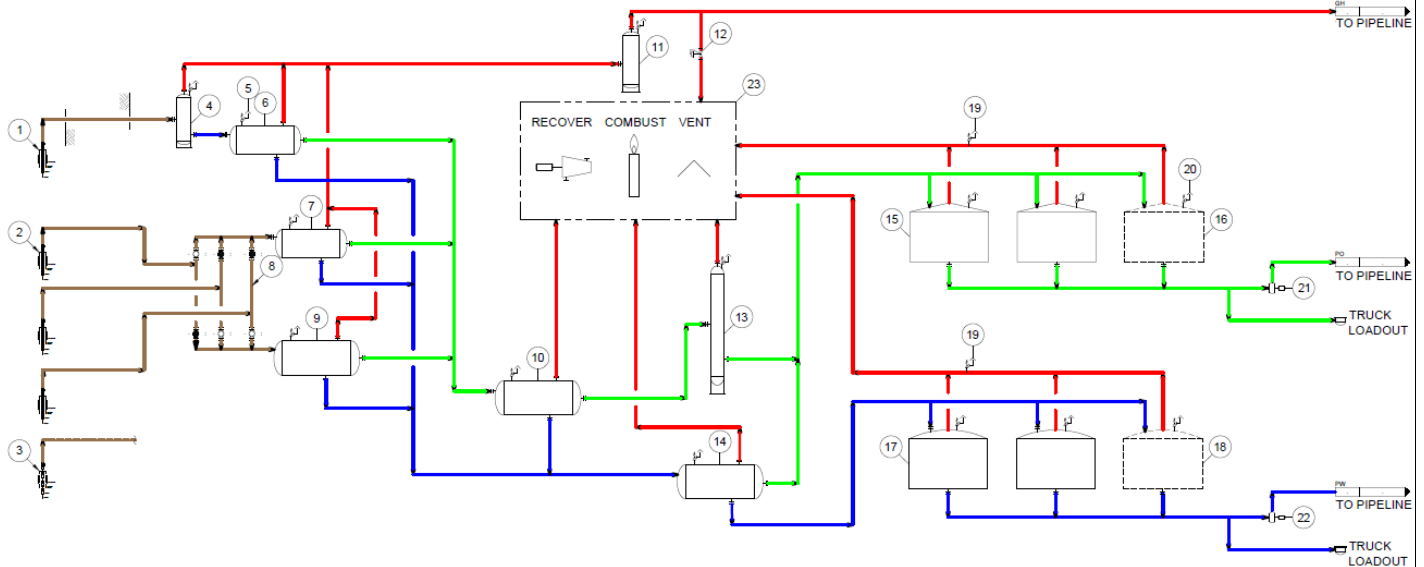 GH
TO PIPELINE
12
11
23
5
6
4
RECOVER COMBUST VENT
19
1
20
7
15
16
2
8
PO
TO PIPELINE
21
9
13
TRUCK
LOADOUT
19
10
3
14
17
18
PW
TO PIPELINE
22
TRUCK
LOADOUT